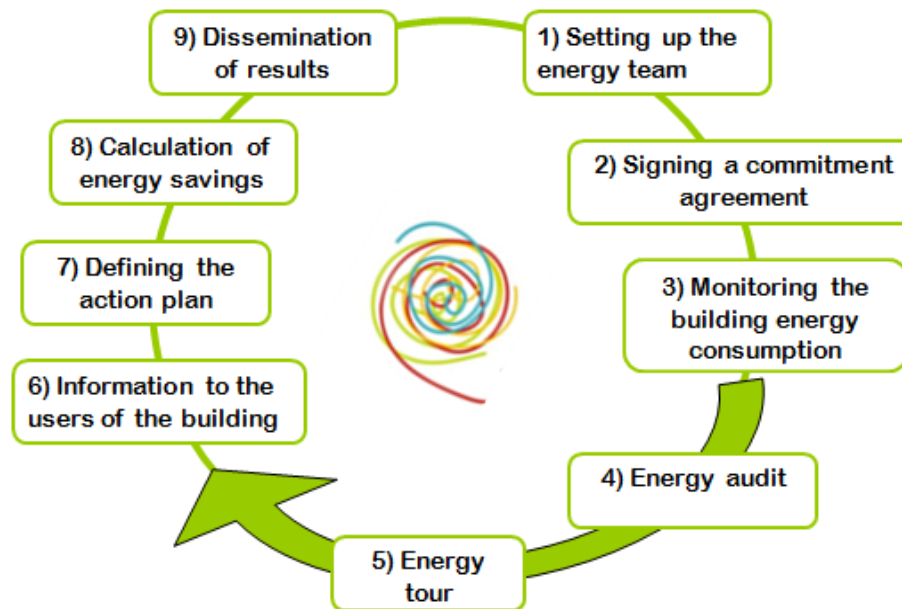 1) Setting up the
energy team
2) Signing a commitment
agreement
3) Monitoring the
building energy
consumption
4) Energy audit
5) Energy
tour
6) Information to the
users of the building
7) Defining the
action plan
8) Calculation of
energy savings
9) Dissemination
of results